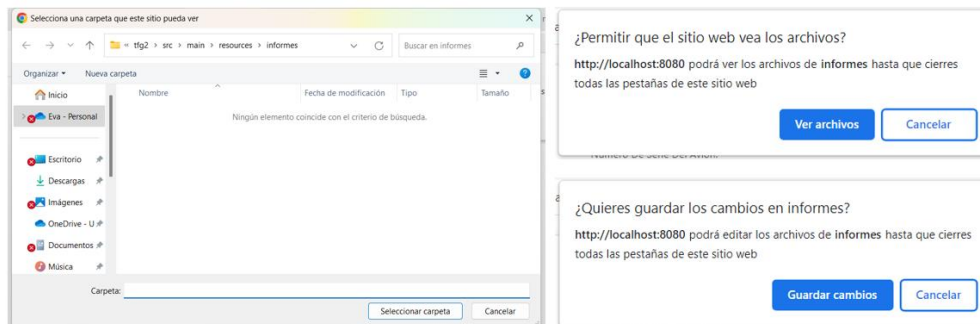 Selecciona una carpeta que este sitio pueda ver
« tfg2 > src > main > resources > informes
Buscar en informes
Organizar
Nueva carpeta
Nombre
Fecha de modificación
Tipo
Tamaño
Ningún elemento coincide con el criterio de búsqueda.
Inicio
Eva - Personal
Escritorio
Descargas
Imágenes
OneDrive - U
Documentos
Música
Carpeta:
Seleccionar carpeta
Cancelar
¿Permitir que el sitio web vea los archivos?
http://localhost:8080 podrá ver los archivos de informes hasta que cierres
todas las pestañas de este sitio web
Ver archivos
Cancelar
Número De Serie Del Avión:
¿Quieres guardar los cambios en informes?
http://localhost:8080 podrá editar los archivos de informes hasta que cierres
todas las pestañas de este sitio web
Guardar cambios
Cancelar